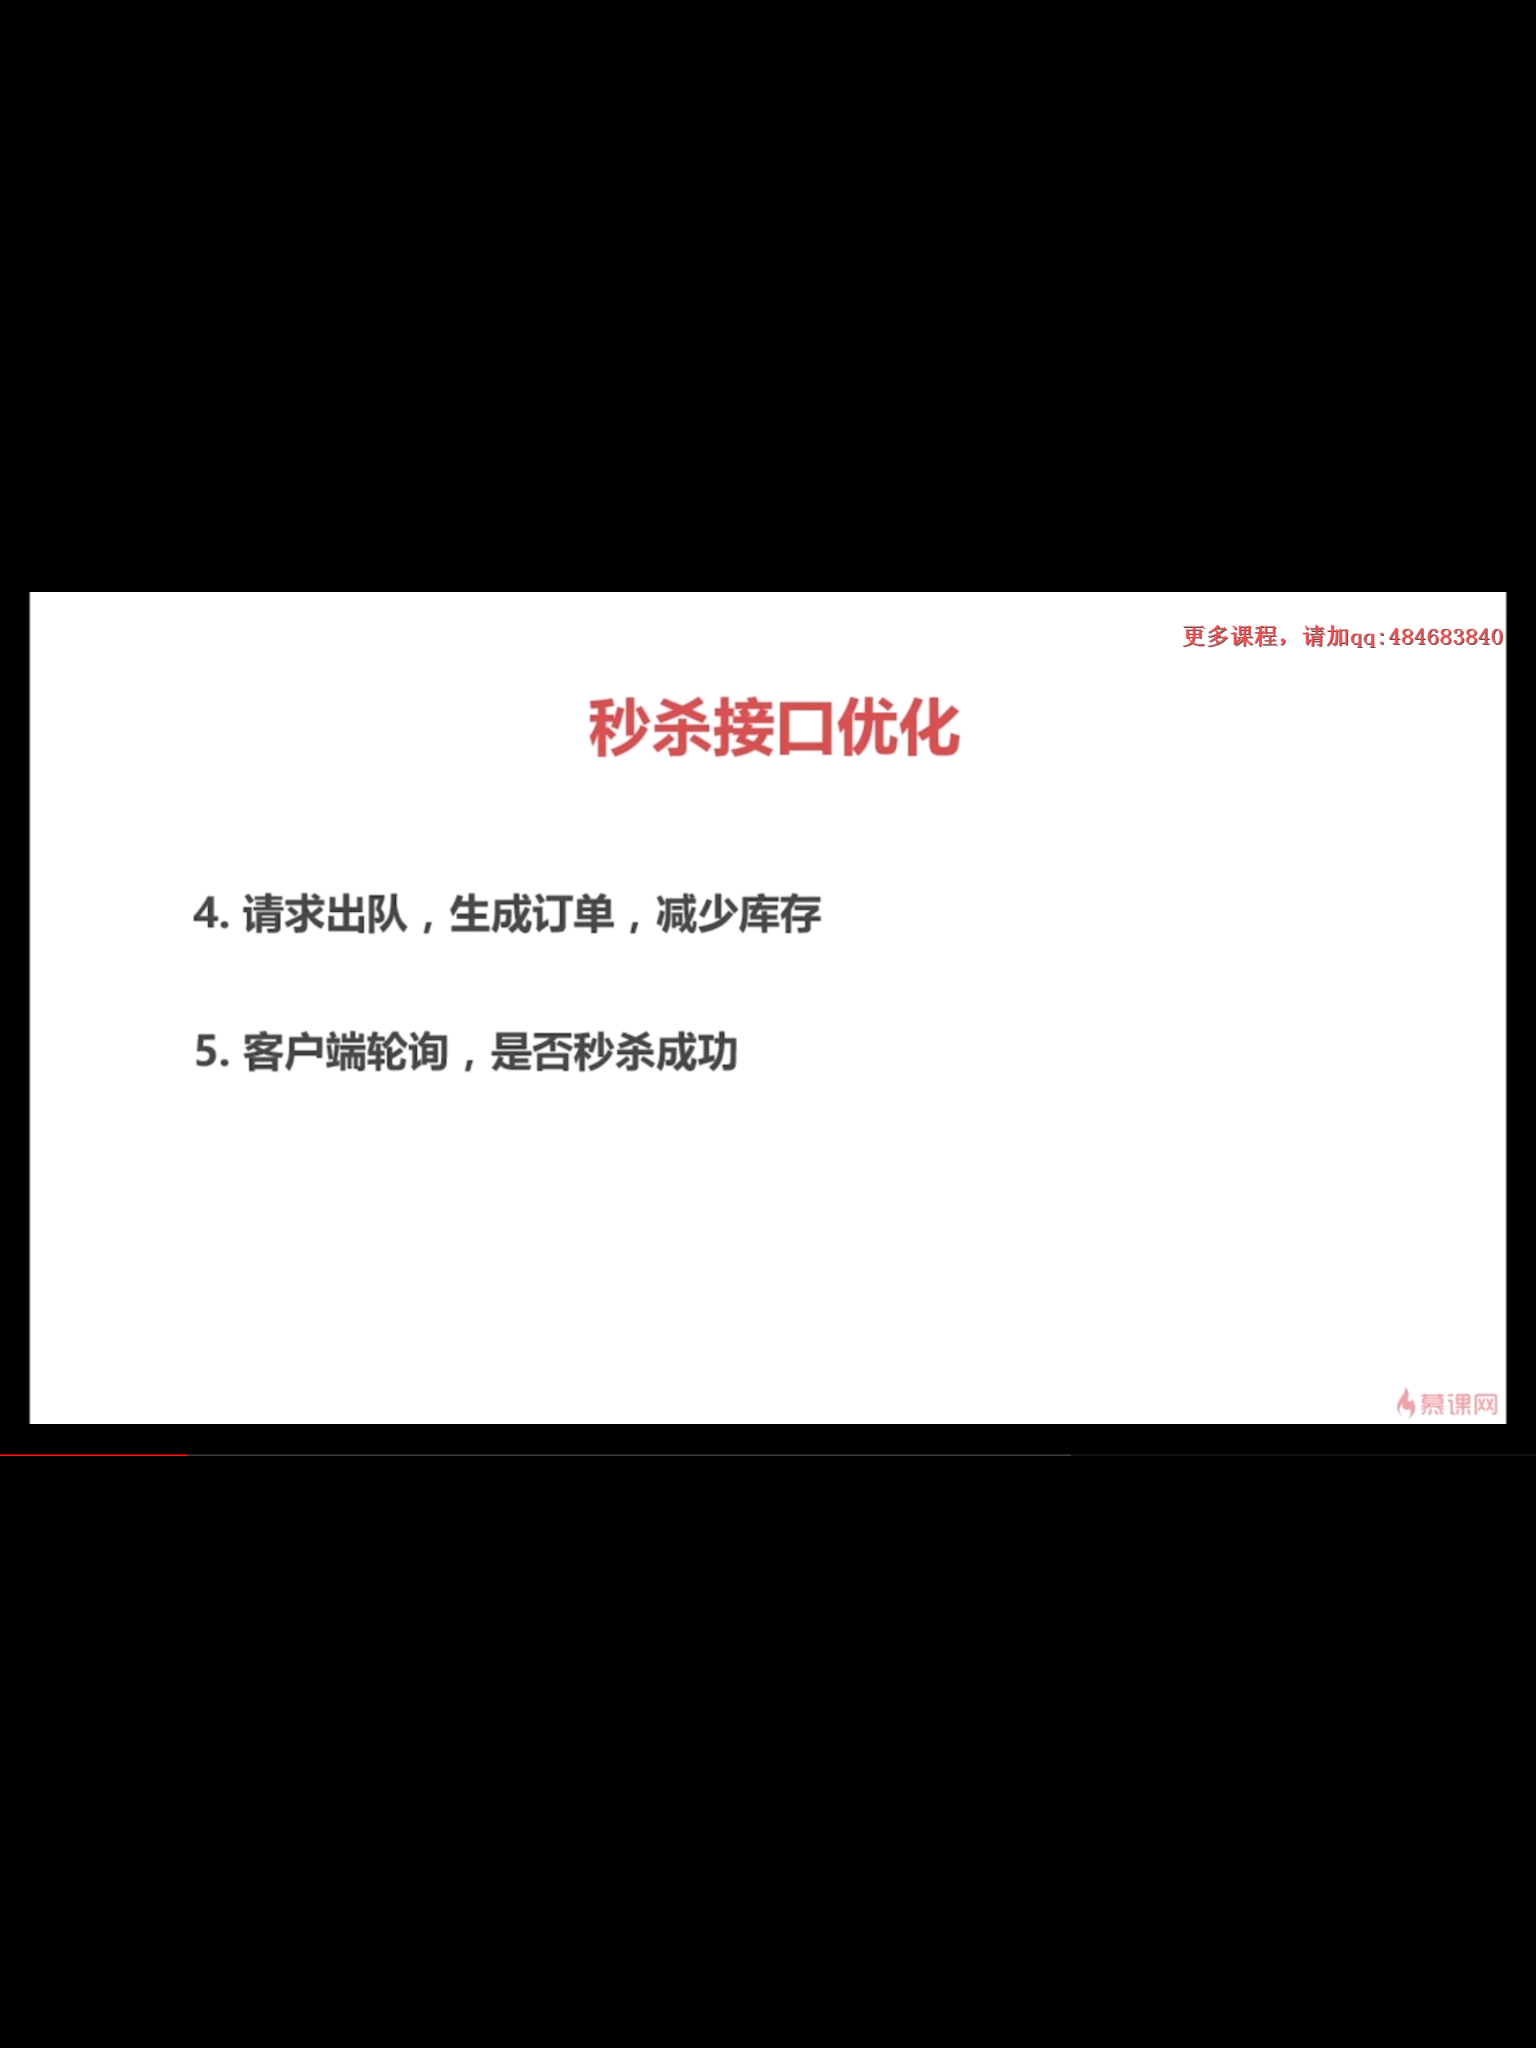 更多课程，请加qq:484683840
秒杀接口优化
4. 请求出队，生成订单，减少库存
5. 客户端轮询，是否秒杀成功
慕课网